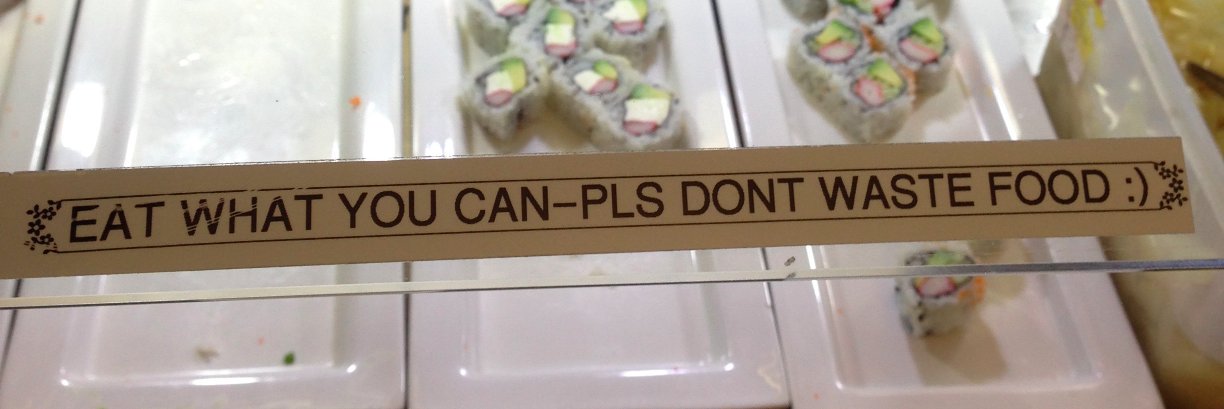 EAT WHAT YOU CAN-PLS DONT WASTE FOOD :)